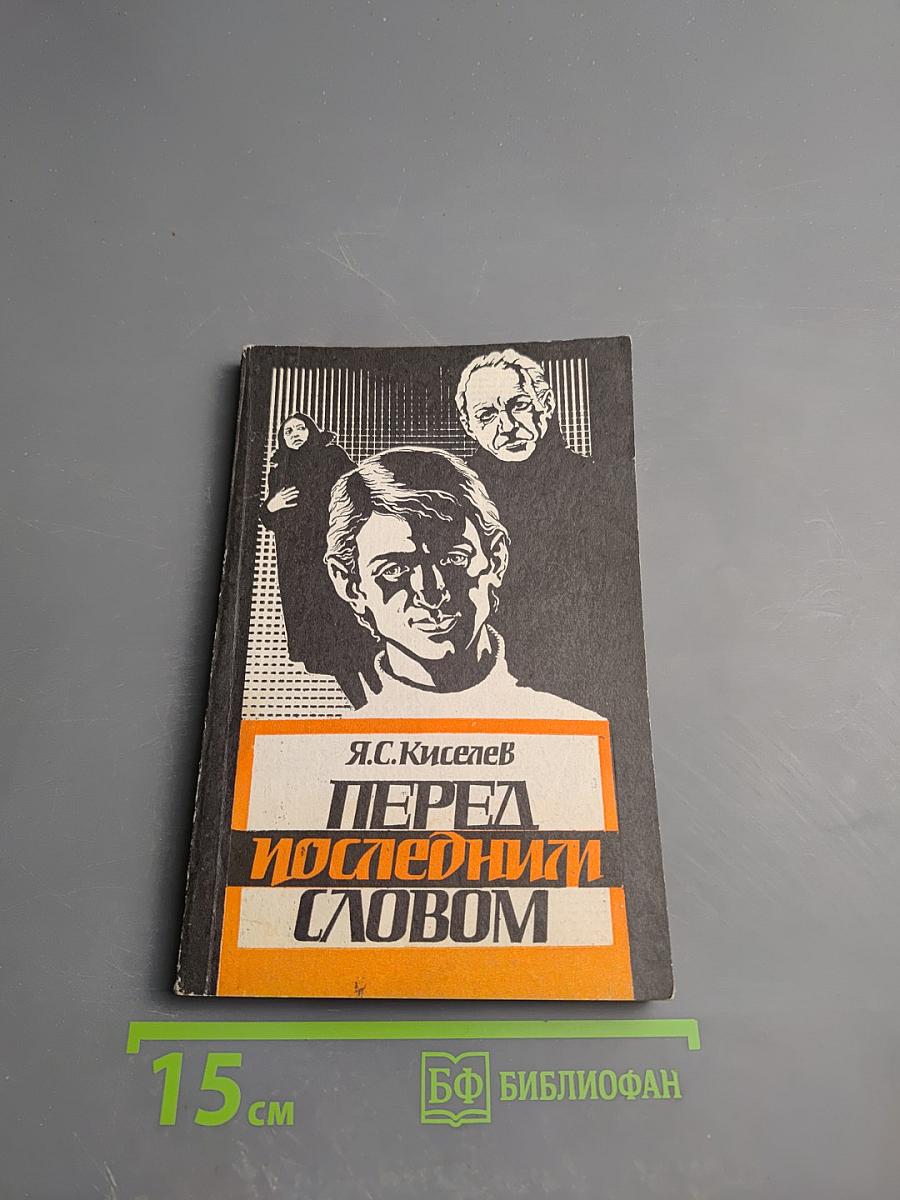 Я.С.Киселев
ПЕРЕД
последним
СЛОВОМ
15 см
БФ БИБЛИОФАН